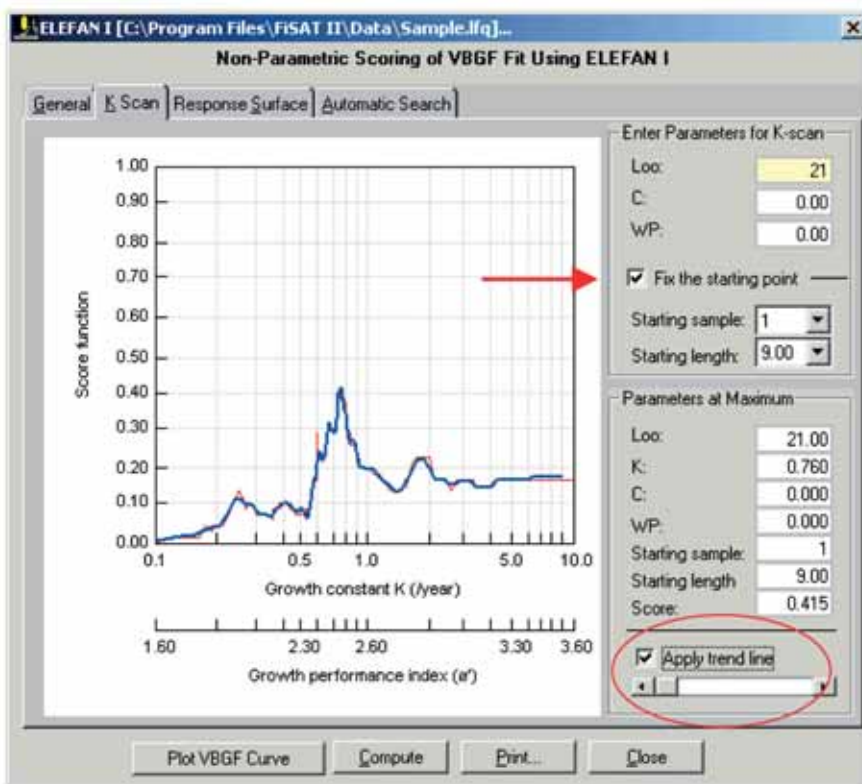 ELEFAN I [C:\Program Files\FiSAT II\Data\Sample.lfq]...
Non-Parametric Scoring of VBGF Fit Using ELEFAN I
General K Scan Response Surface Automatic Search
1.00
0.90
0.80
0.70
0.60
0.50
0.40
0.30
0.20
0.10
0.00
Score function
0.1 0.5 1.0 5.0 10.0
Growth constant K (/year)
1.60 2.30 2.60 3.30 3.60
Growth performance index (ø')
Enter Parameters for K-scan
Loo: 21
C: 0.00
WP: 0.00
Fix the starting point
Starting sample: 1
Starting length: 9.00
Parameters at Maximum
Loo: 21.00
K: 0.760
C: 0.000
WP: 0.000
Starting sample: 1
Starting length 9.00
Score: 0.415
Apply trend line
Plot VBGF Curve Compute Print... Close